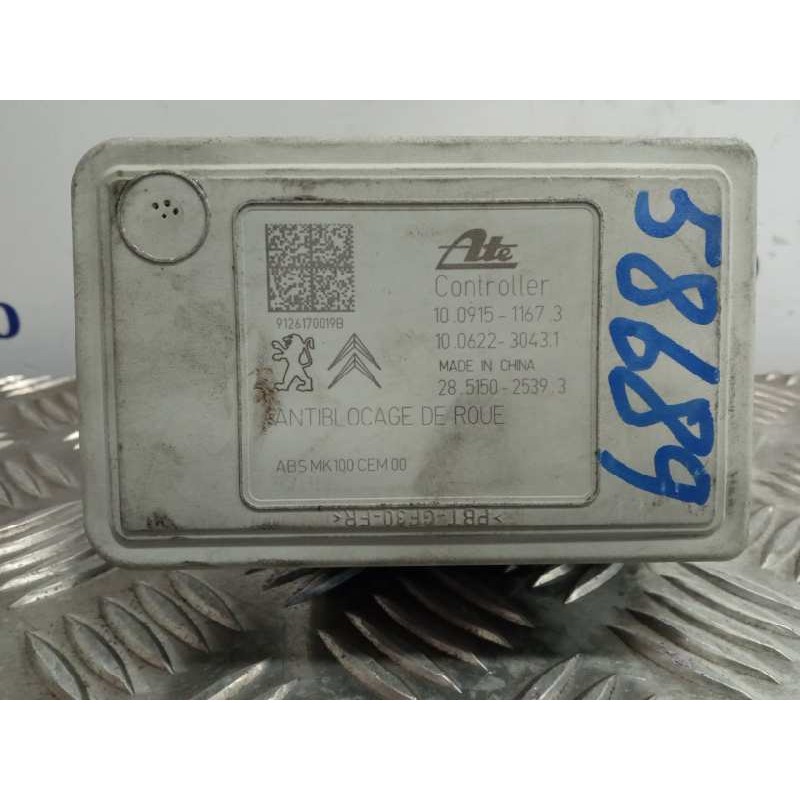 Ate
Controller
10.0915-1167.3
10.0622-3043.1
MADE IN CHINA
28.5150-2539.3
9126170019B
ANTIBLOCAGE DE ROUE
ABS MK100 CEM 00
>PBT-GF30-FR<
58689